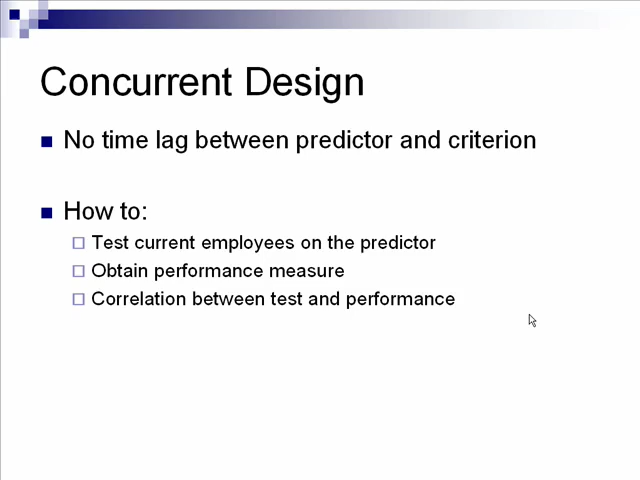 Concurrent Design
No time lag between predictor and criterion
How to:
Test current employees on the predictor
Obtain performance measure
Correlation between test and performance